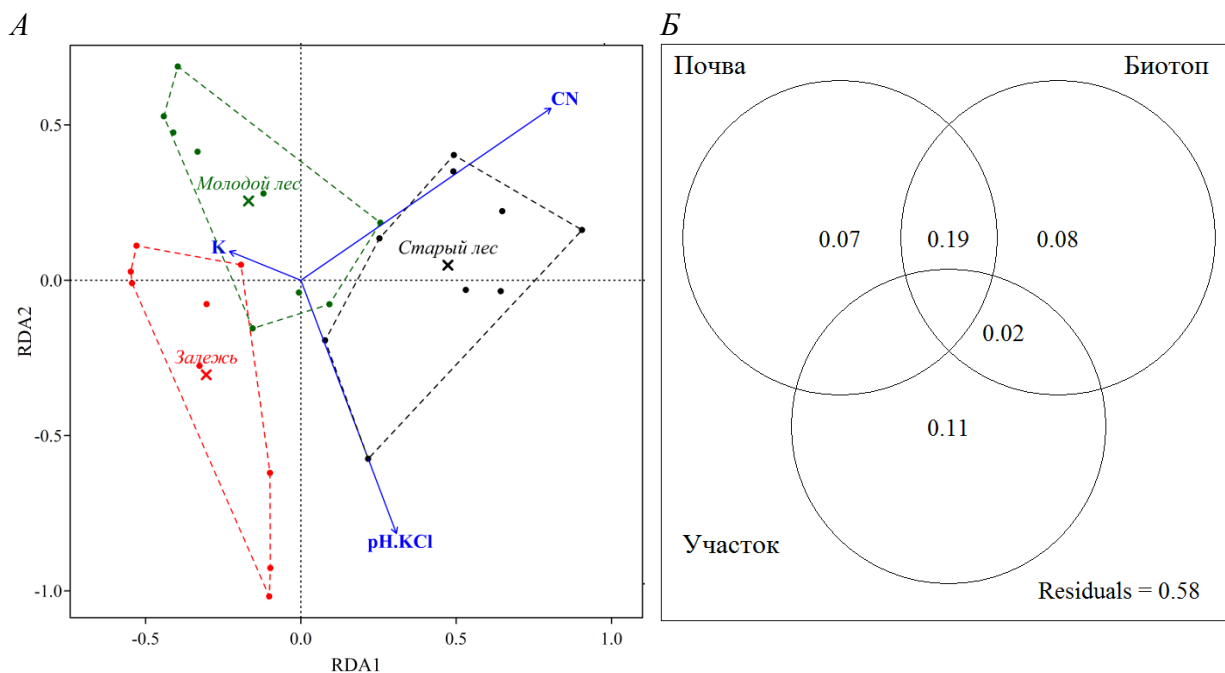 А
Б
RDA2
0.5
0.0
-0.5
-1.0
CN
Молодой лес
Старый лес
K
Залежь
pH.KCl
-0.5
0.0
0.5
1.0
RDA1
Почва
Биотоп
0.07
0.19
0.08
0.02
0.11
Участок
Residuals = 0.58